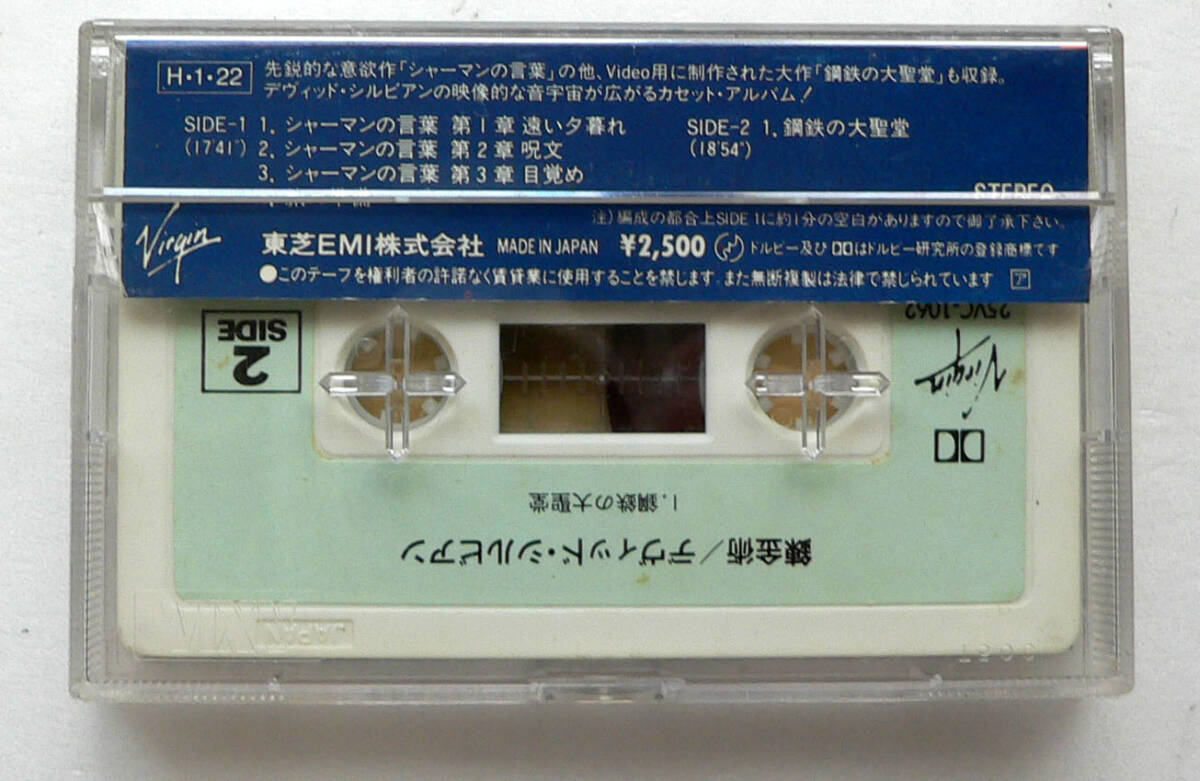 H·1·22
先鋭的な意欲作「シャーマンの言葉」の他、Video用に制作された大作「鋼鉄の大聖堂」も収録。
デヴィッド・シルビアンの映像的な音宇宙が広がるカセット・アルバム!
SIDE-1 1. シャーマンの言葉 第1章 遠い夕暮れ
(17'41") 2. シャーマンの言葉 第2章 呪文
3. シャーマンの言葉 第3章 目覚め
SIDE-2 1. 鋼鉄の大聖堂
(18'54")
STEREO
注)編成の都合上SIDE 1に約1分の空白がありますので御了承下さい。
Virgin 東芝EMI株式会社 MADE IN JAPAN ¥2,500 ドルビー及び はドルビー研究所の登録商標です
●このテープを権利者の許諾なく賃貸業に使用することを禁じます。また無断複製は法律で禁じられています ア
25VC-1062
SIDE
2
Virgin
1. 鋼鉄の大聖堂
錬金術/デヴィッド・シルビアン
JAPAN